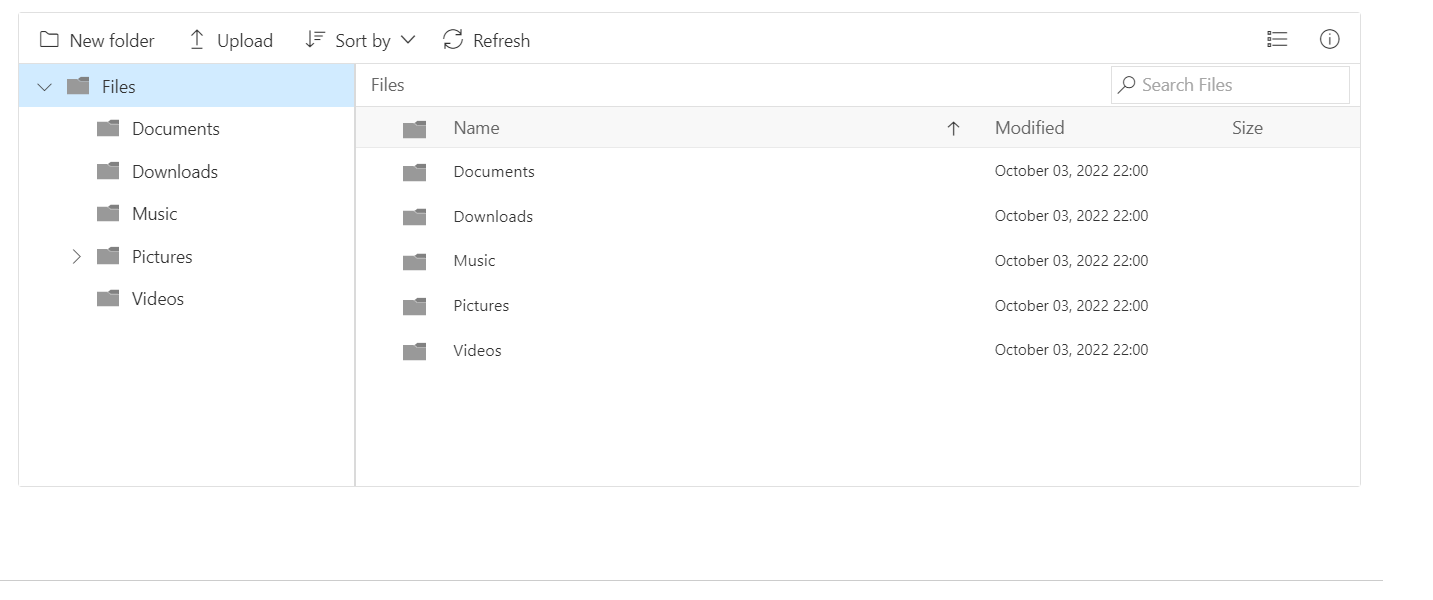 New folder Upload Sort by Refresh
Files
Documents
Downloads
Music
Pictures
Videos
Files Search Files
Name Modified Size
Documents October 03, 2022 22:00
Downloads October 03, 2022 22:00
Music October 03, 2022 22:00
Pictures October 03, 2022 22:00
Videos October 03, 2022 22:00